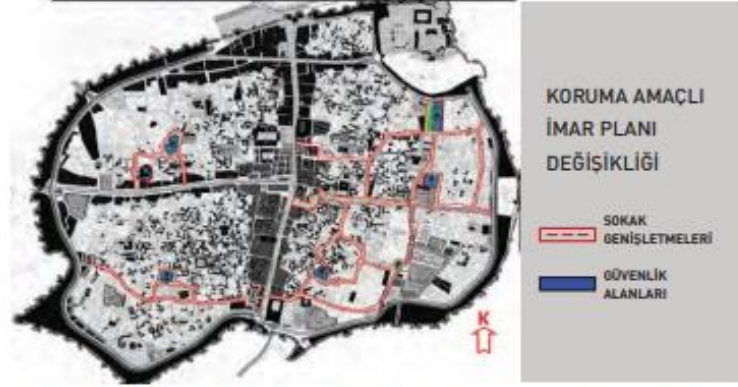 KORUMA AMAÇLI
İMAR PLANI
DEĞİŞİKLİĞİ
SOKAK
GENİŞLETMELERİ
GÜVENLİK
ALANLARI
K